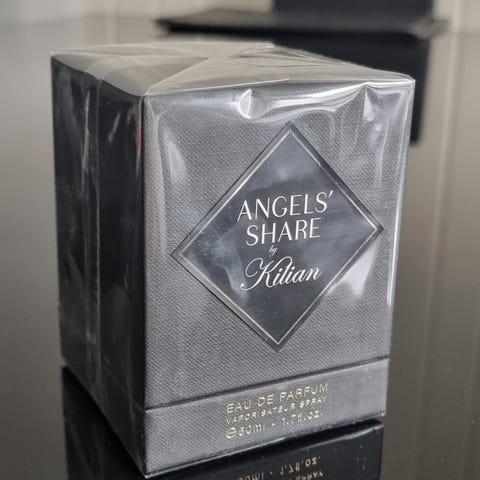 ANGELS'
SHARE
by
Kilian
EAU DE PARFUM
VAPORISATEUR SPRAY
℮50ml - 1.7fl.oz.